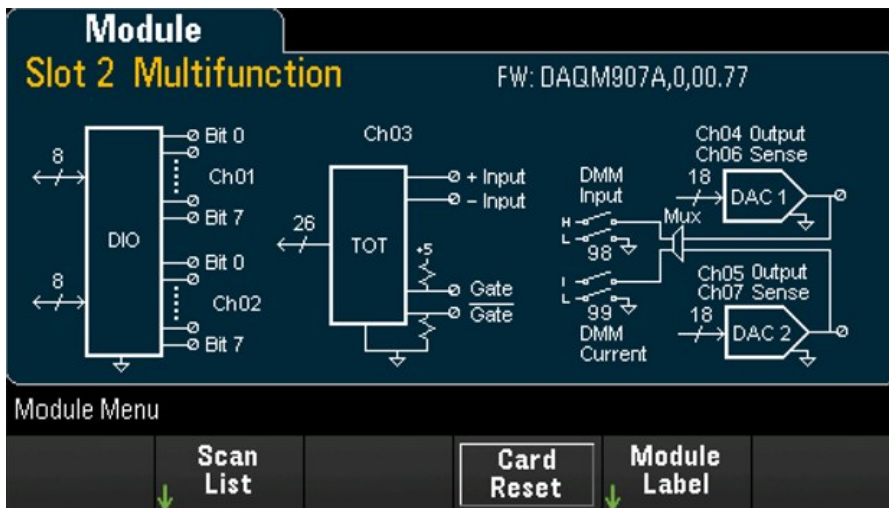 Module
Slot 2 Multifunction
FW: DAQM907A,0,00.77
8
DIO
Bit 0
Ch01
Bit 7
8
Bit 0
Ch02
Bit 7
Ch03
26
TOT
+ Input
- Input
+5
Gate
Gate
DMM
Input
H
L
98
I
L
99
DMM
Current
Mux
Ch04 Output
Ch06 Sense
18
DAC 1
Ch05 Output
Ch07 Sense
18
DAC 2
Module Menu
Scan
List
Card
Reset
Module
Label